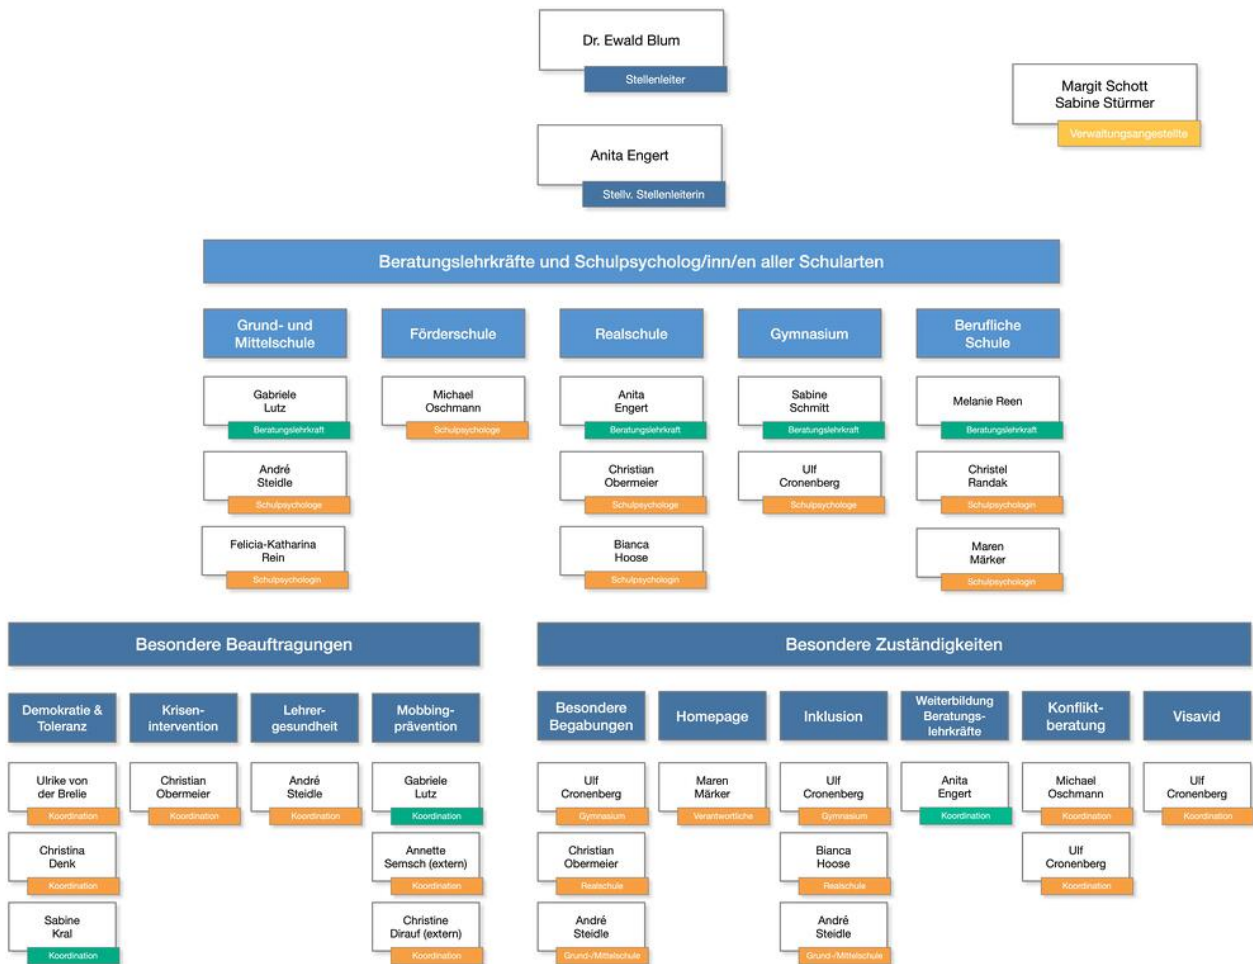 Dr. Ewald Blum
Stellenleiter
Margit Schott
Sabine Stürmer
Verwaltungsangestellte
Anita Engert
Stellv. Stellenleiterin
Beratungslehrkräfte und Schulpsycholog/inn/en aller Schularten
Grund- und
Mittelschule
Gabriele
Lutz
Beratungslehrkraft
André
Steidle
Schulpsychologe
Felicia-Katharina
Rein
Schulpsychologin
Förderschule
Michael
Oschmann
Schulpsychologe
Realschule
Anita
Engert
Beratungslehrkraft
Christian
Obermeier
Schulpsychologe
Bianca
Hoose
Schulpsychologin
Gymnasium
Sabine
Schmitt
Beratungslehrkraft
Ulf
Cronenberg
Schulpsychologe
Berufliche
Schule
Melanie Reen
Beratungslehrkraft
Christel
Randak
Schulpsychologin
Maren
Märker
Schulpsychologin
Besondere Beauftragungen
Demokratie &
Toleranz
Ulrike von
der Brelie
Koordination
Christina
Denk
Koordination
Sabine
Kral
Koordination
Krisen-
intervention
Christian
Obermeier
Koordination
Lehrer-
gesundheit
André
Steidle
Koordination
Mobbing-
prävention
Gabriele
Lutz
Koordination
Annette
Semsch (extern)
Koordination
Christine
Dirauf (extern)
Koordination
Besondere Zuständigkeiten
Besondere
Begabungen
Ulf
Cronenberg
Gymnasium
Christian
Obermeier
Realschule
André
Steidle
Grund-/Mittelschule
Homepage
Maren
Märker
Verantwortliche
Inklusion
Ulf
Cronenberg
Gymnasium
Bianca
Hoose
Realschule
André
Steidle
Grund-/Mittelschule
Weiterbildung
Beratungs-
lehrkräfte
Anita
Engert
Koordination
Konflikt-
beratung
Michael
Oschmann
Koordination
Ulf
Cronenberg
Koordination
Visavid
Ulf
Cronenberg
Koordination